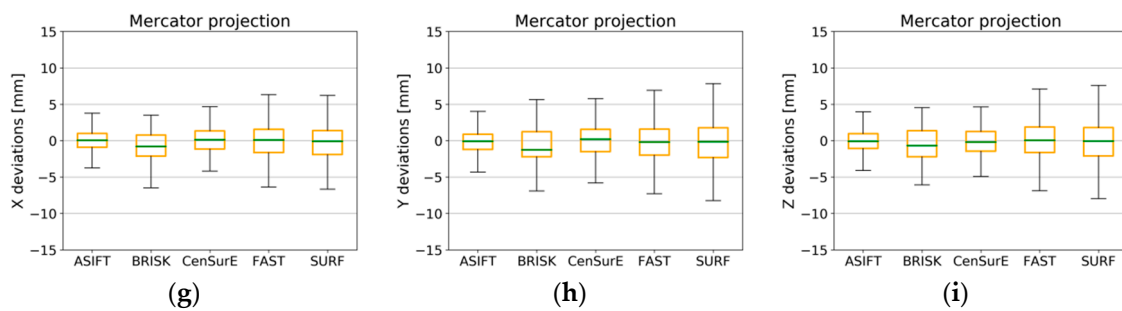 Mercator projection
15
10
5
0
−5
−10
−15
X deviations [mm]
ASIFT BRISK CenSurE FAST SURF
(g)
Mercator projection
15
10
5
0
−5
−10
−15
Y deviations [mm]
ASIFT BRISK CenSurE FAST SURF
(h)
Mercator projection
15
10
5
0
−5
−10
−15
Z deviations [mm]
ASIFT BRISK CenSurE FAST SURF
(i)